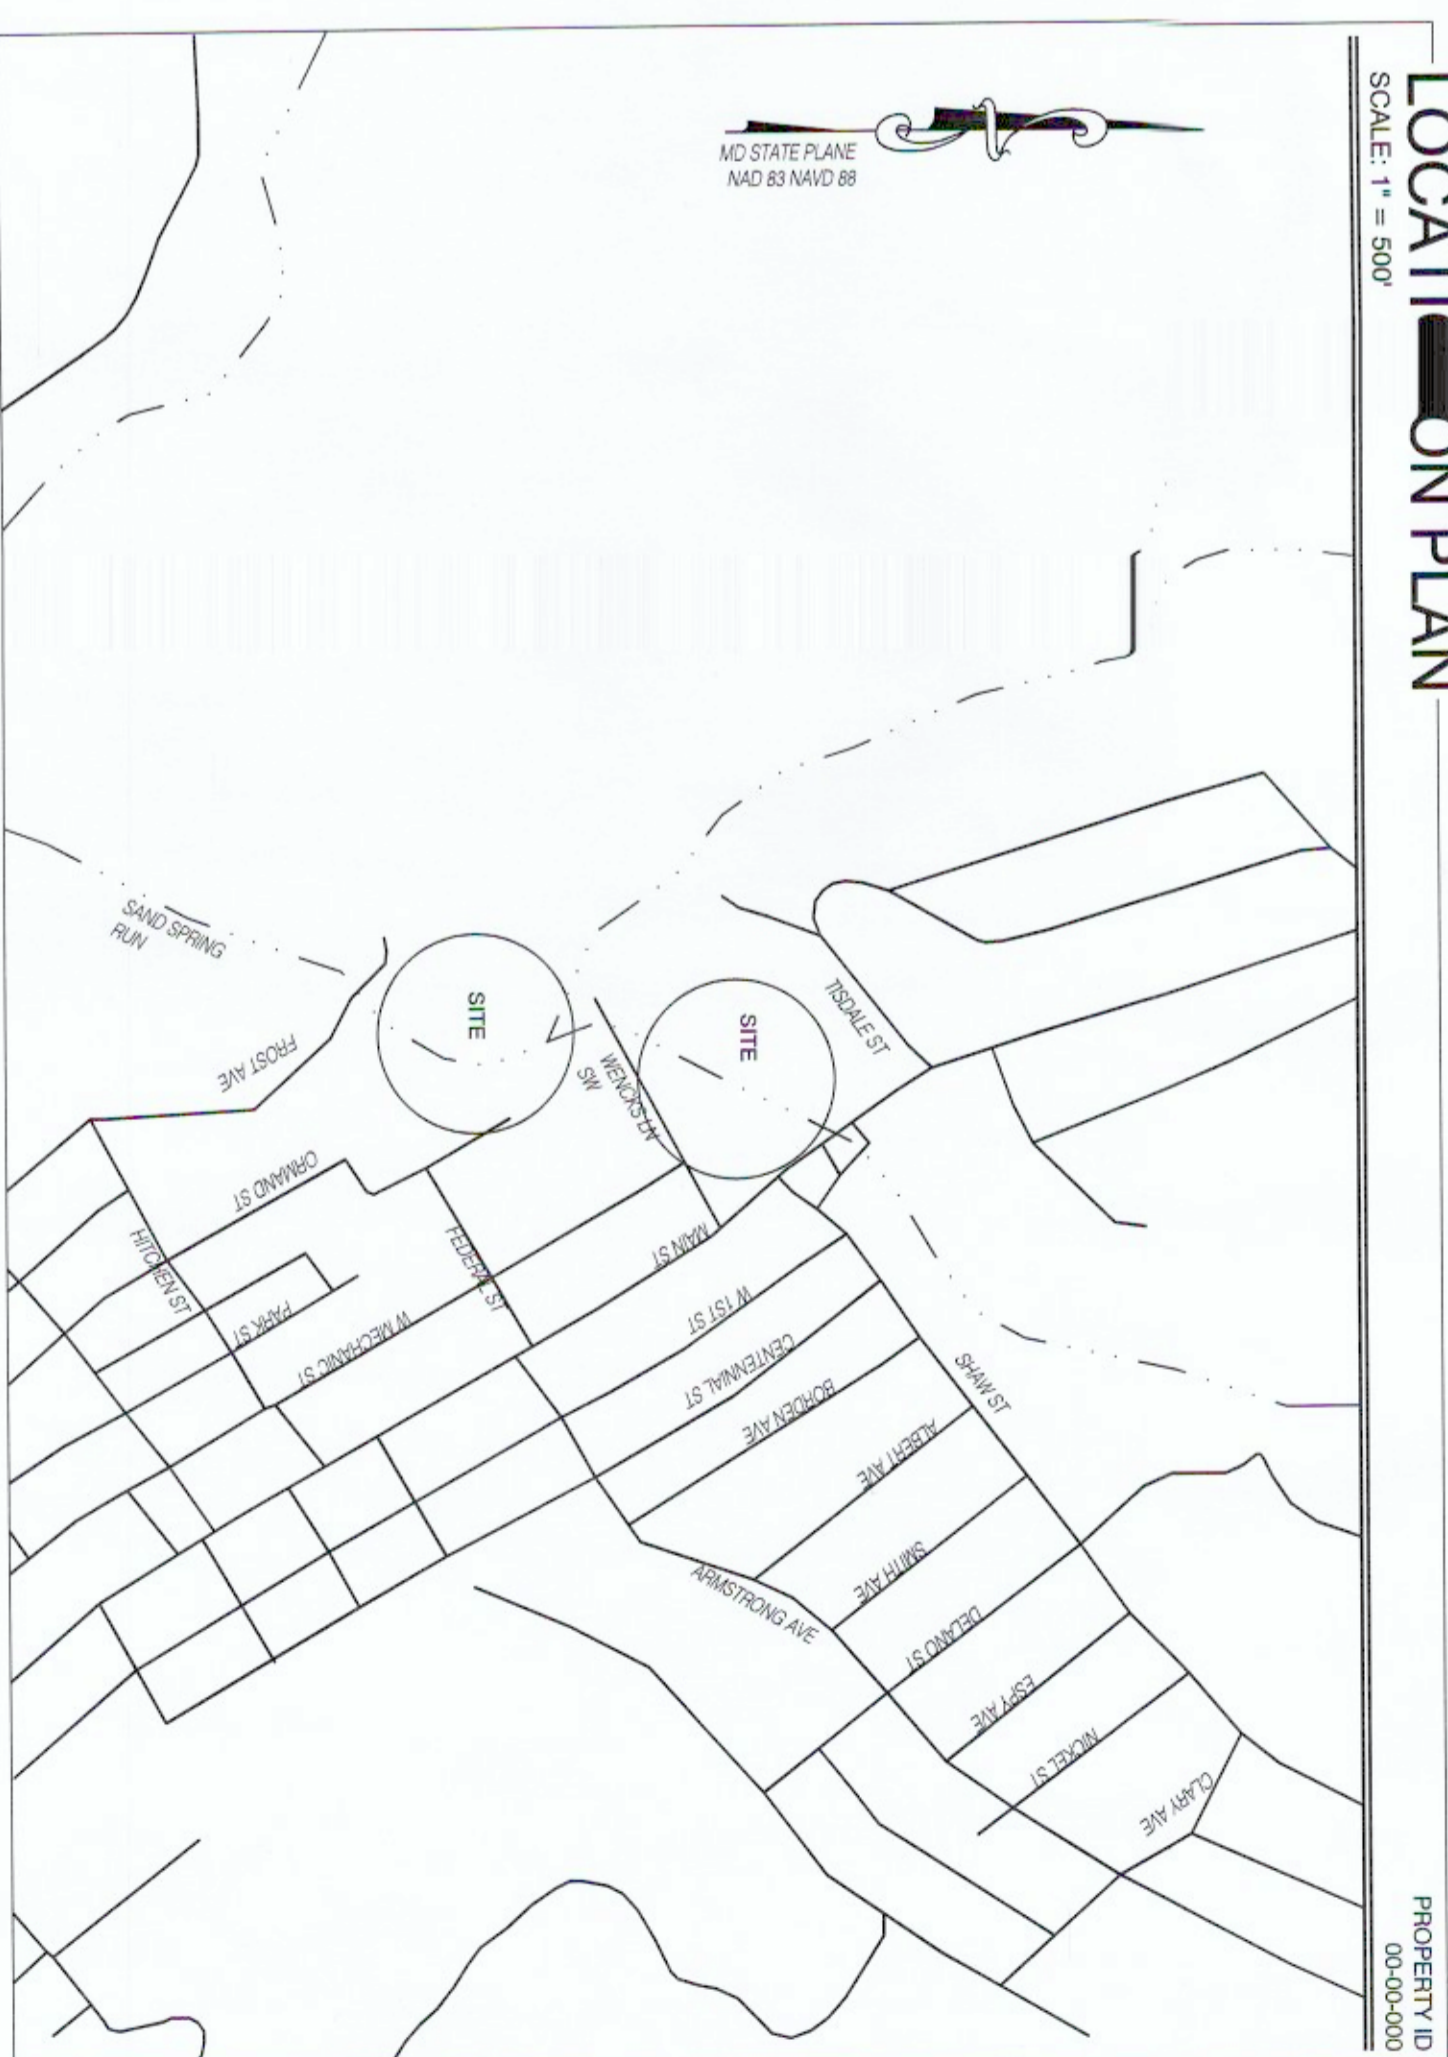 LOCATION PLAN
SCALE: 1" = 500'
PROPERTY ID
00-00-000
MD STATE PLANE
NAD 83 NAVD 88
SAND SPRING
RUN
FROST AVE
SITE
SITE
TISDALE ST
WENCKS LN
SW
ORMAND ST
HITCHEN ST
PARK ST
W MECHANIC ST
FEDERAL ST
MAIN ST
W 1ST ST
CENTENNIAL ST
BORDEN AVE
SHAW ST
ALBERT AVE
SMITH AVE
ARMSTRONG AVE
DELANO ST
ESPY AVE
NICKEL ST
CLARY AVE